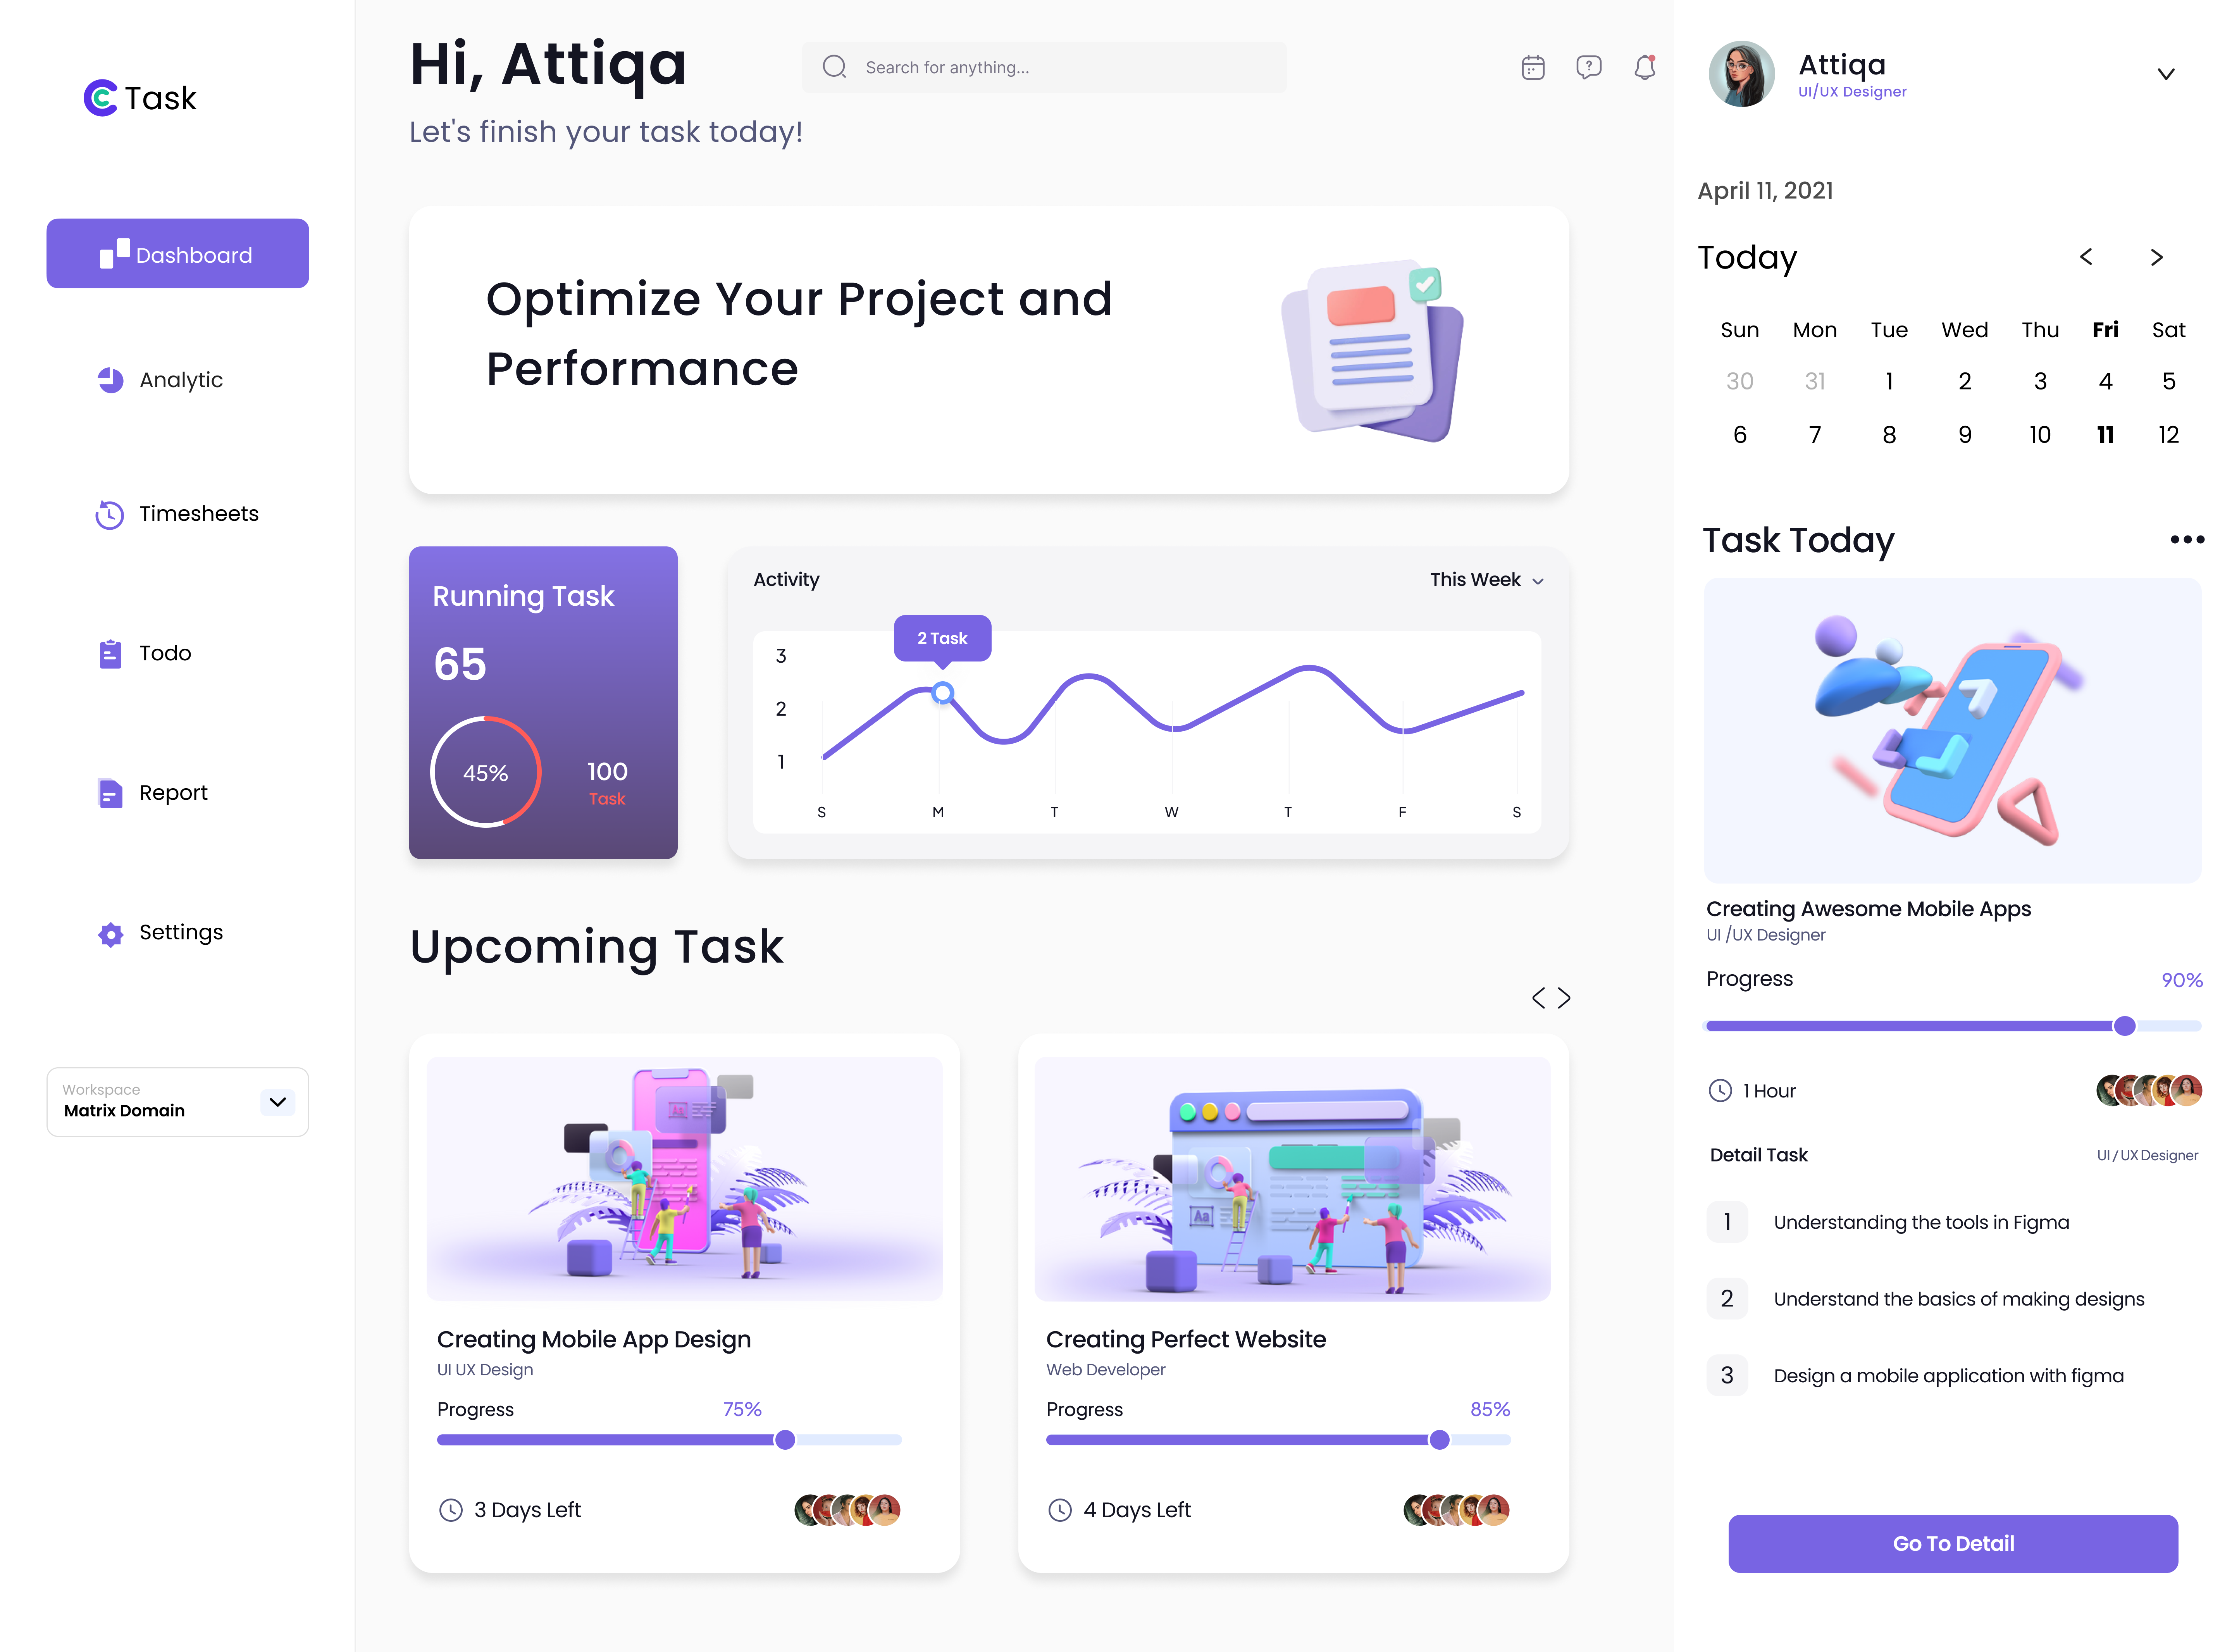 Task
Dashboard
Analytic
Timesheets
Todo
Report
Settings
Workspace
Matrix Domain
Hi, Attiqa
Let's finish your task today!
Search for anything...
Optimize Your Project and
Performance
Running Task
65
45%
100
Task
Activity
This Week
2 Task
3
2
1
S M T W T F S
Upcoming Task
Aa
Creating Mobile App Design
UI UX Design
Progress 75%
3 Days Left
Aa
Creating Perfect Website
Web Developer
Progress 85%
4 Days Left
Attiqa
UI/UX Designer
April 11, 2021
Today
Sun Mon Tue Wed Thu Fri Sat
30 31 1 2 3 4 5
6 7 8 9 10 11 12
Task Today
Creating Awesome Mobile Apps
UI /UX Designer
Progress 90%
1 Hour
Detail Task
UI / UX Designer
1 Understanding the tools in Figma
2 Understand the basics of making designs
3 Design a mobile application with figma
Go To Detail